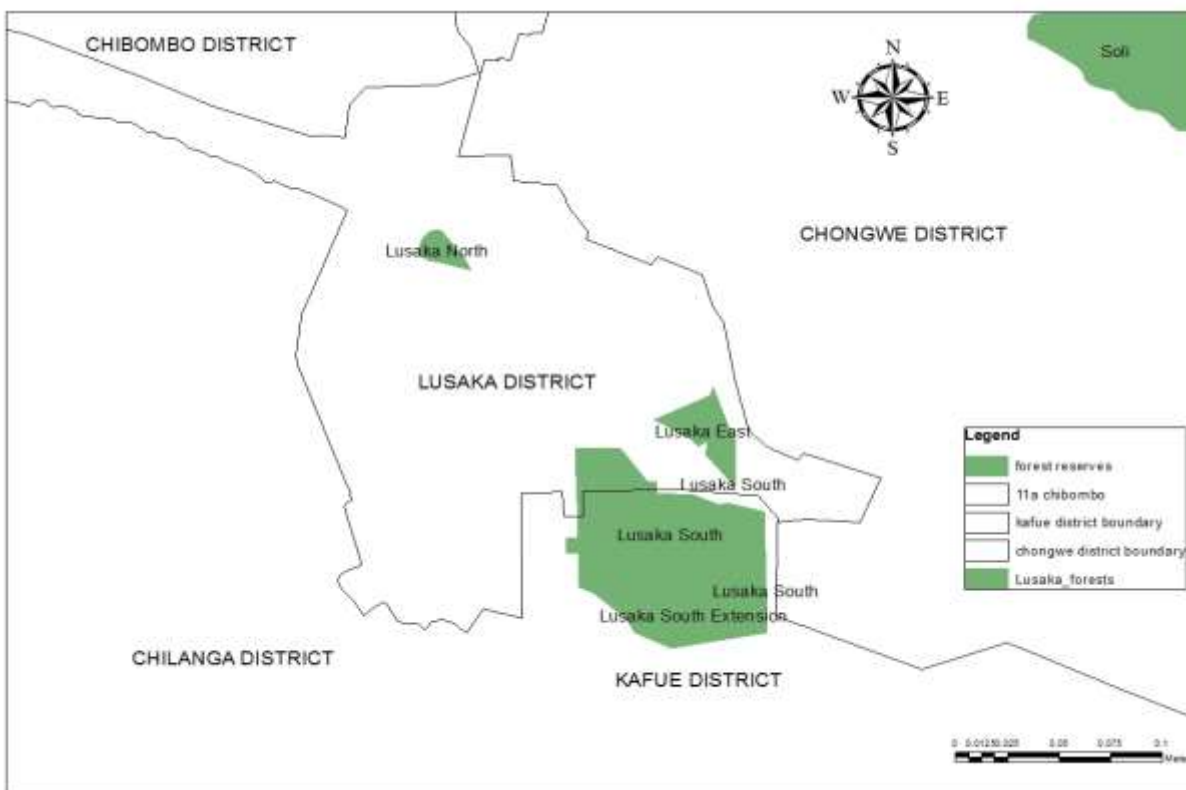 CHIBOMBO DISTRICT
Soli
N
W E
S
CHONGWE DISTRICT
Lusaka North
LUSAKA DISTRICT
Lusaka East
Lusaka South
Lusaka South
Lusaka South
Lusaka South Extension
CHILANGA DISTRICT
KAFUE DISTRICT
Legend
forest reserves
11a chibombo
kafue district boundary
chongwe district boundary
Lusaka_forests
0 0.05 0.075 0.1